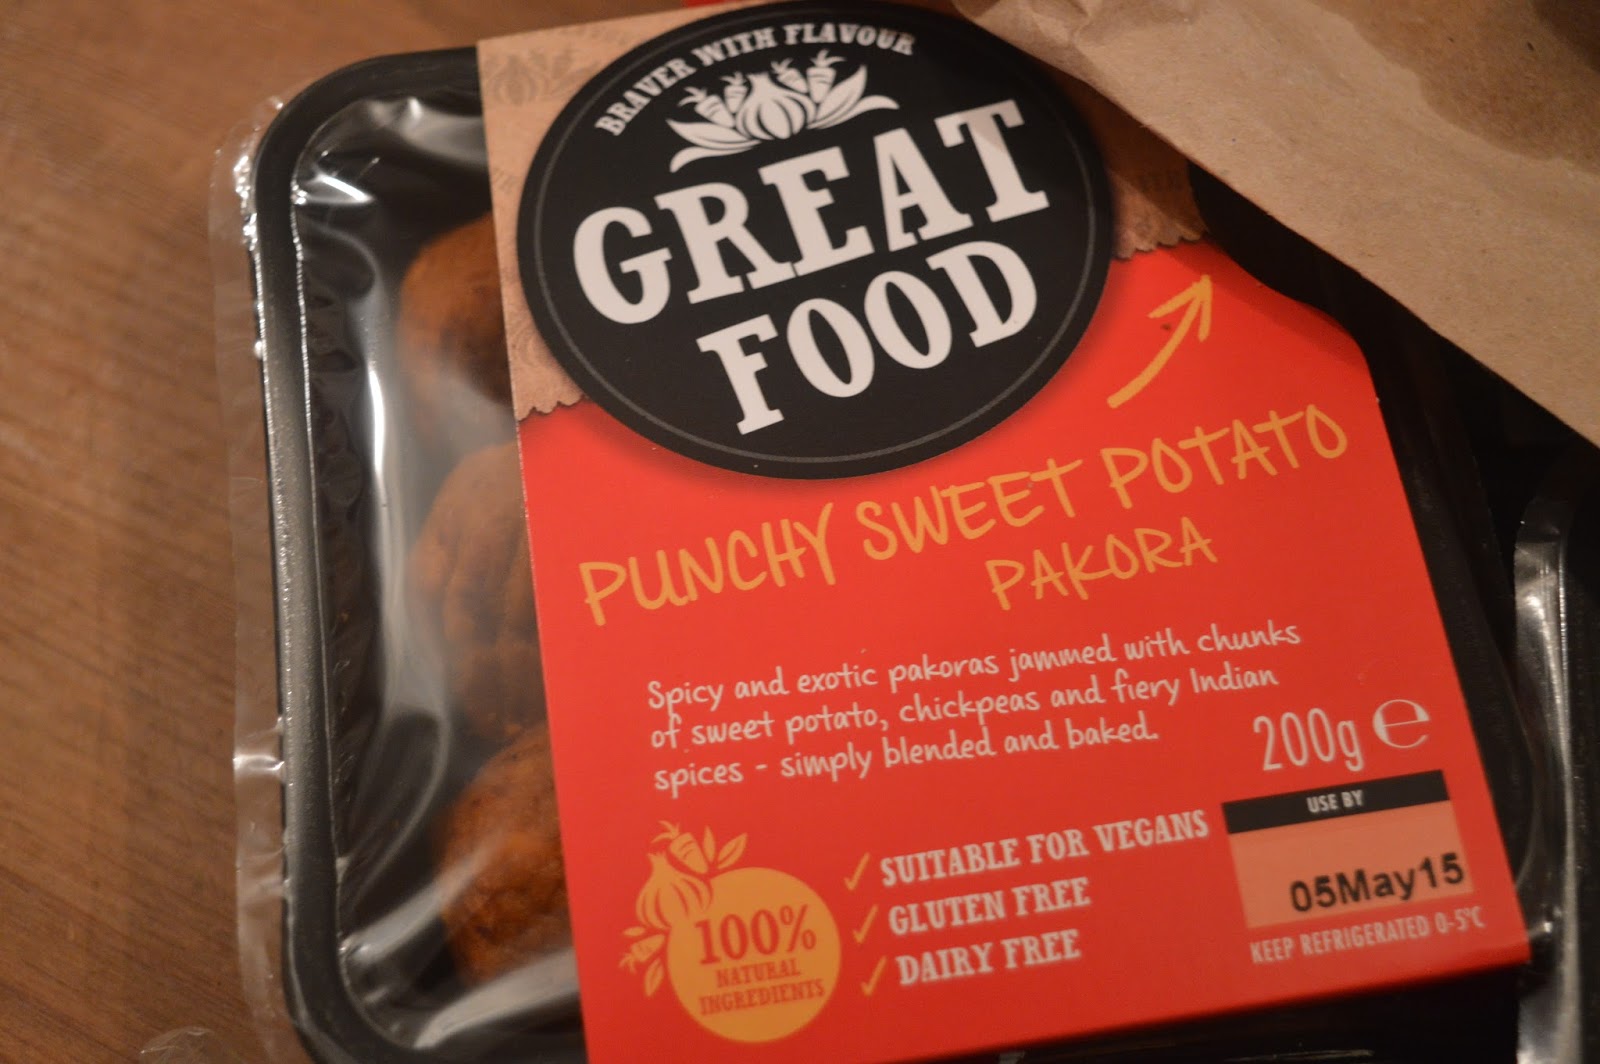 BRAVER WITH FLAVOUR
GREAT
FOOD
PUNCHY SWEET POTATO
PAKORA
Spicy and exotic pakoras jammed with chunks
of sweet potato, chickpeas and fiery Indian
spices - simply blended and baked.
200g e
USE BY
05May15
KEEP REFRIGERATED 0-5°C
SUITABLE FOR VEGANS
GLUTEN FREE
DAIRY FREE
100%
NATURAL
INGREDIENTS